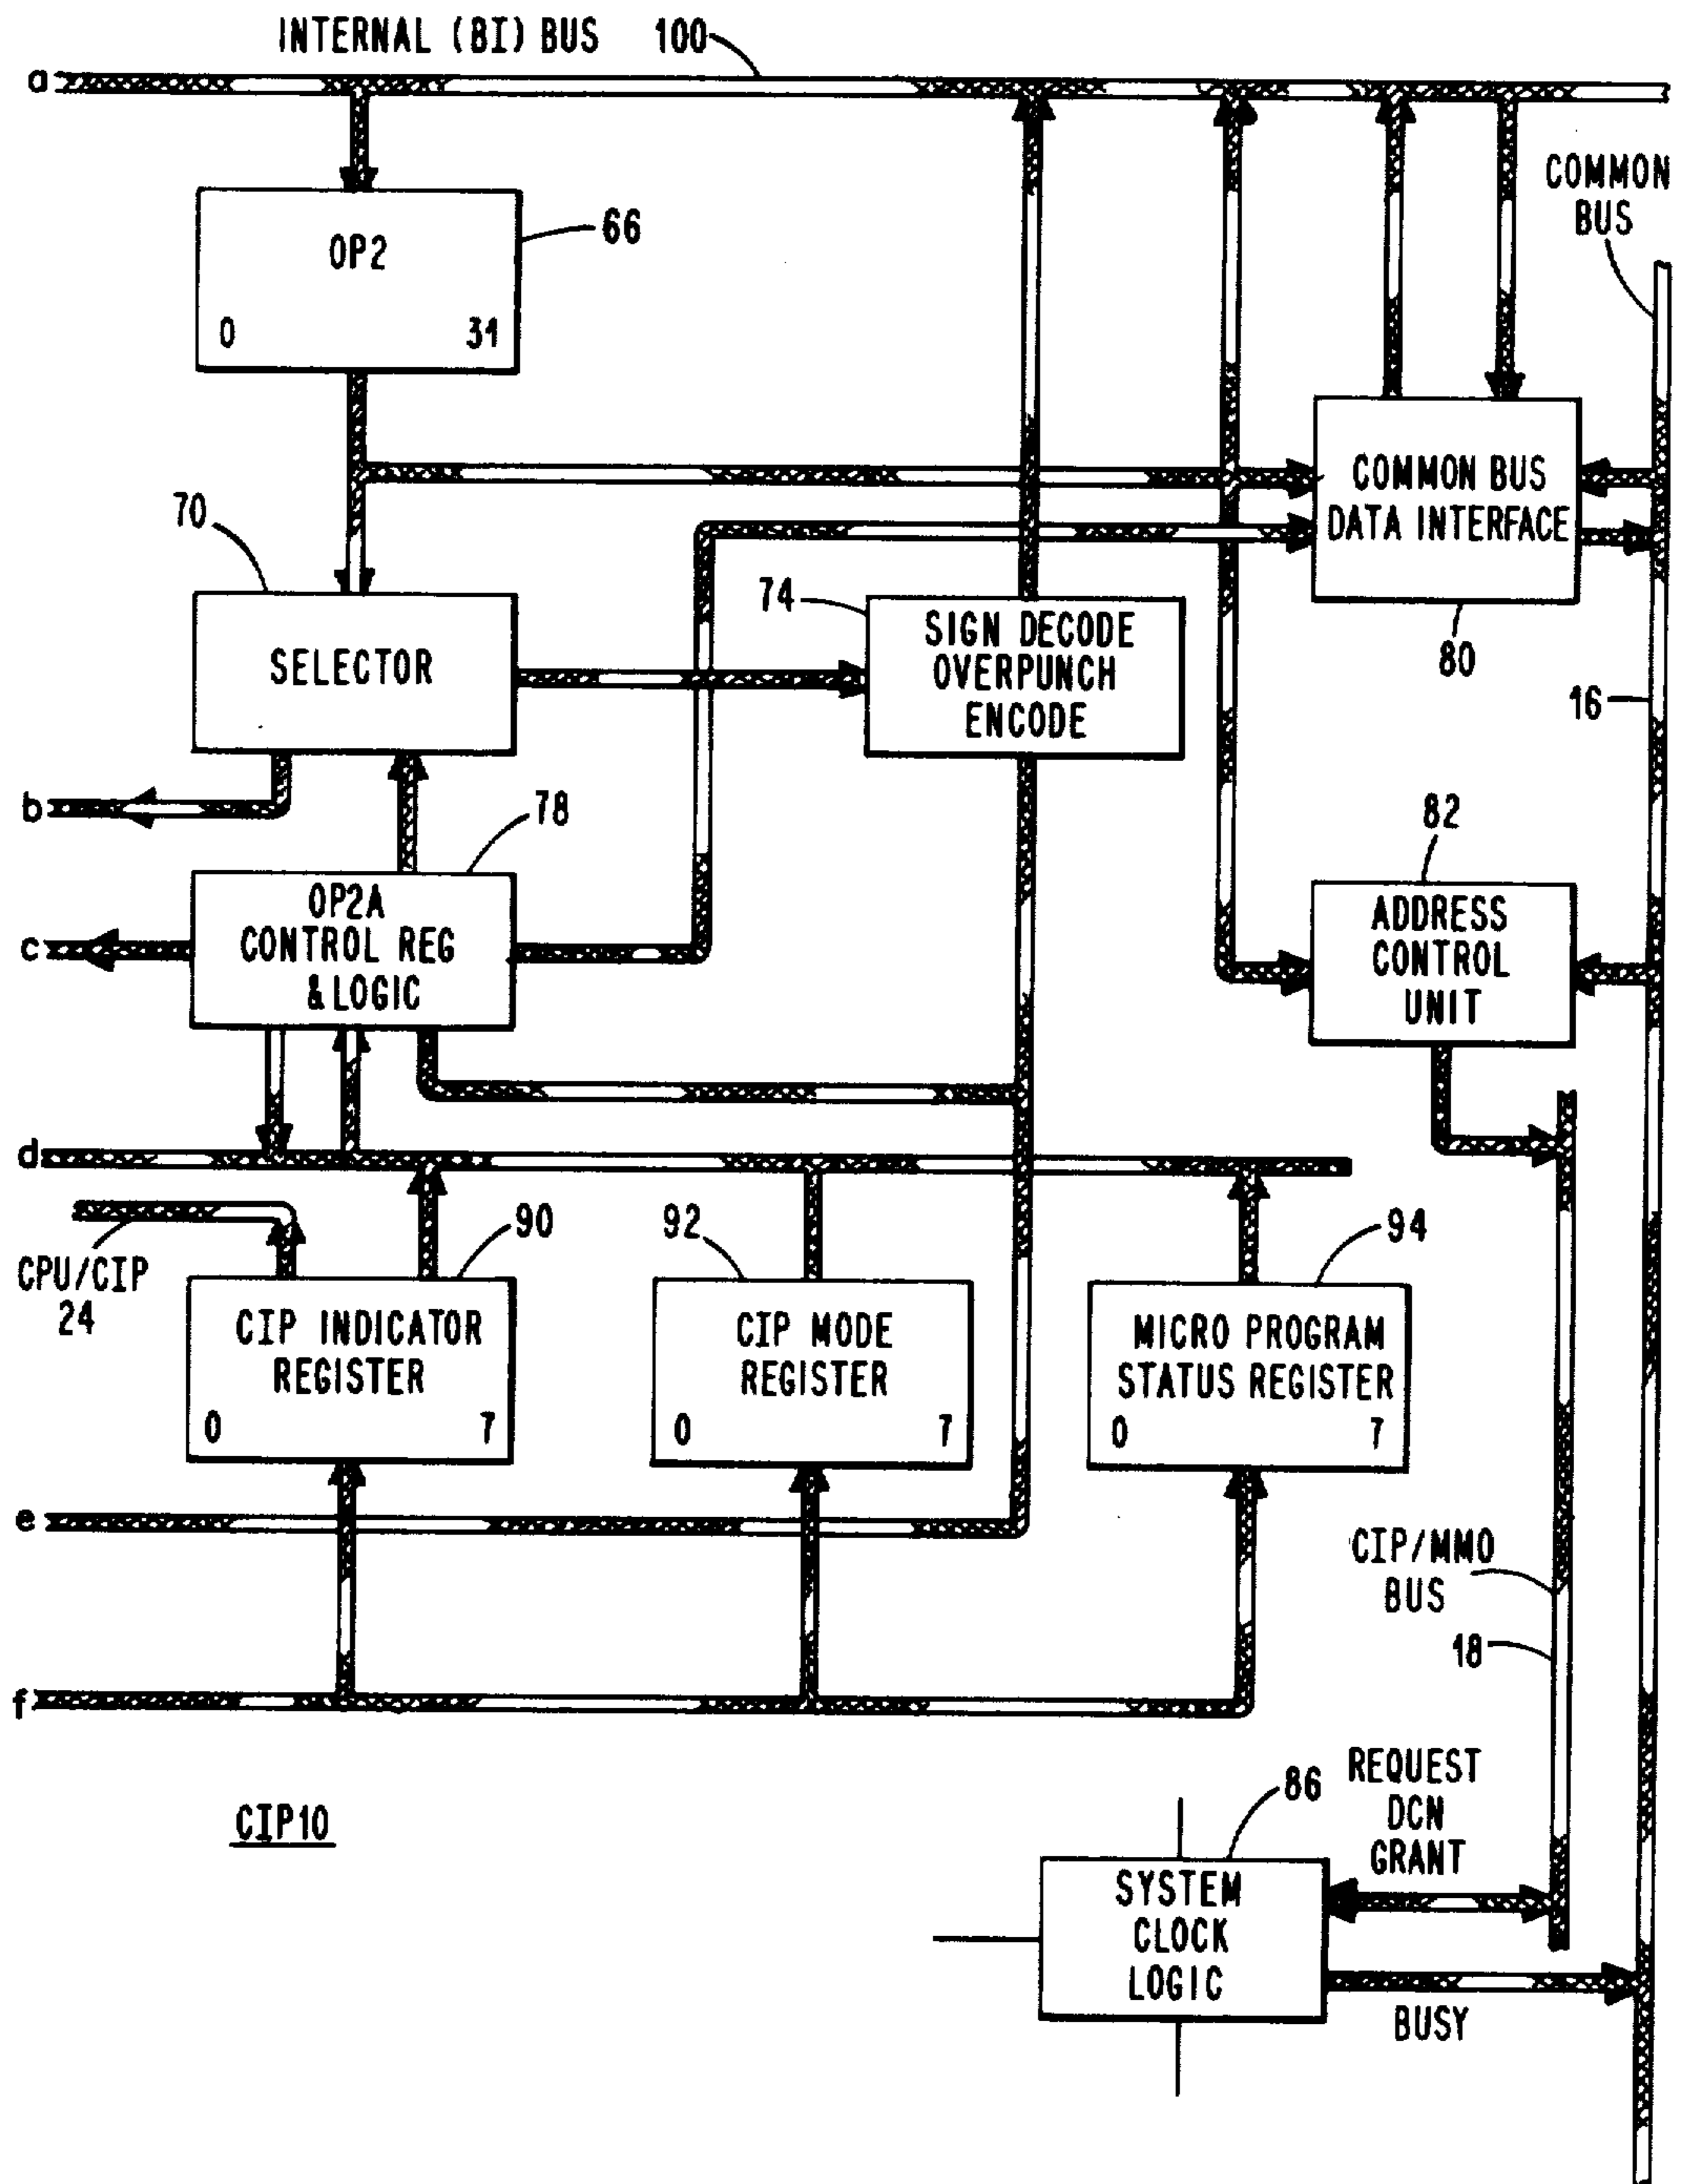 INTERNAL (BI) BUS 100
a
COMMON
BUS
66
OP2
0 31
70
COMMON BUS
DATA INTERFACE
74
SELECTOR
SIGN DECODE
OVERPUNCH
ENCODE
80
16
b
78
82
OP2A
CONTROL REG
& LOGIC
c
ADDRESS
CONTROL
UNIT
d
90
92
94
CPU/CIP
24
CIP INDICATOR
REGISTER
0 7
CIP MODE
REGISTER
0 7
MICRO PROGRAM
STATUS REGISTER
0 7
e
CIP/MMO
BUS
18
f
REQUEST
DCN
GRANT
86
CIP10
SYSTEM
CLOCK
LOGIC
BUSY